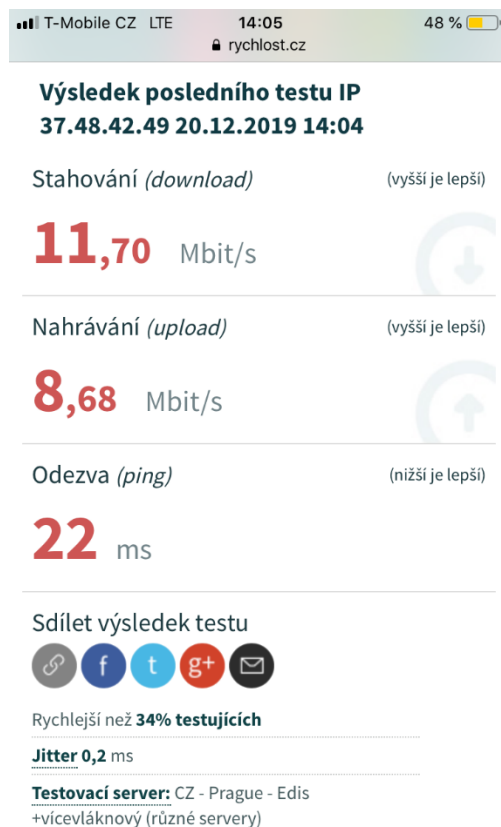 T-Mobile CZ LTE 14:05 48 %
rychlost.cz
Výsledek posledního testu IP
37.48.42.49 20.12.2019 14:04
Stahování (download) (vyšší je lepší)
11,70 Mbit/s
Nahrávání (upload) (vyšší je lepší)
8,68 Mbit/s
Odezva (ping) (nižší je lepší)
22 ms
Sdílet výsledek testu
f t g+
Rychlejší než 34% testujících
Jitter 0,2 ms
Testovací server: CZ - Prague - Edis
+vícevláknový (různé servery)